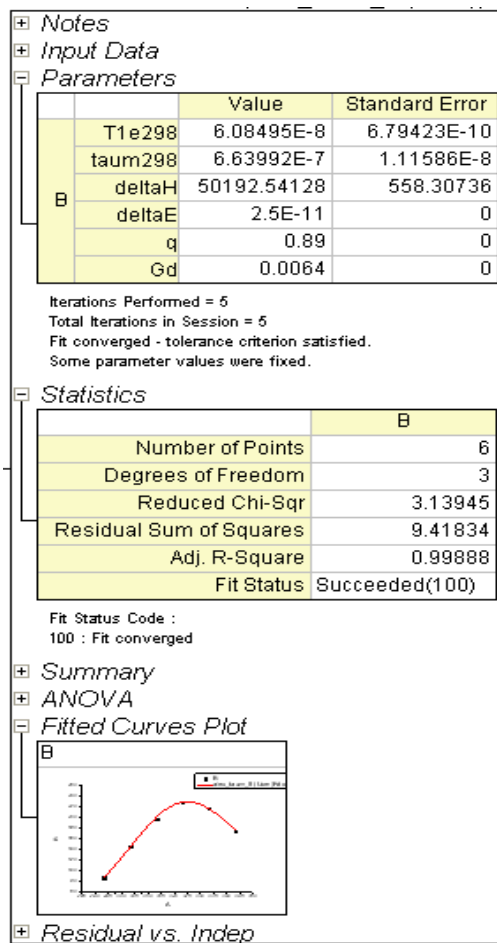 Notes
Input Data
Parameters
Value Standard Error
B T1e298 6.08495E-8 6.79423E-10
taum298 6.63992E-7 1.11586E-8
deltaH 50192.54128 558.30736
deltaE 2.5E-11 0
q 0.89 0
Gd 0.0064 0
Iterations Performed = 5
Total Iterations in Session = 5
Fit converged - tolerance criterion satisfied.
Some parameter values were fixed.
Statistics
B
Number of Points 6
Degrees of Freedom 3
Reduced Chi-Sqr 3.13945
Residual Sum of Squares 9.41834
Adj. R-Square 0.99888
Fit Status Succeeded(100)
Fit Status Code :
100 : Fit converged
Summary
ANOVA
Fitted Curves Plot
B
Residual vs. Indep